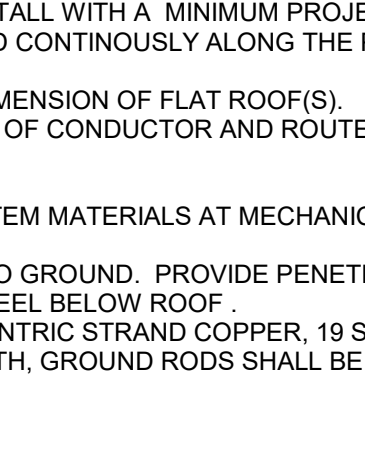 TALL WITH A MINIMUM PROJE
D CONTINOUSLY ALONG THE
MENSION OF FLAT ROOF(S).
OF CONDUCTOR AND ROUTE
TEM MATERIALS AT MECHANIC
O GROUND. PROVIDE PENET
EEL BELOW ROOF .
NTRIC STRAND COPPER, 19 S
TH, GROUND RODS SHALL BE